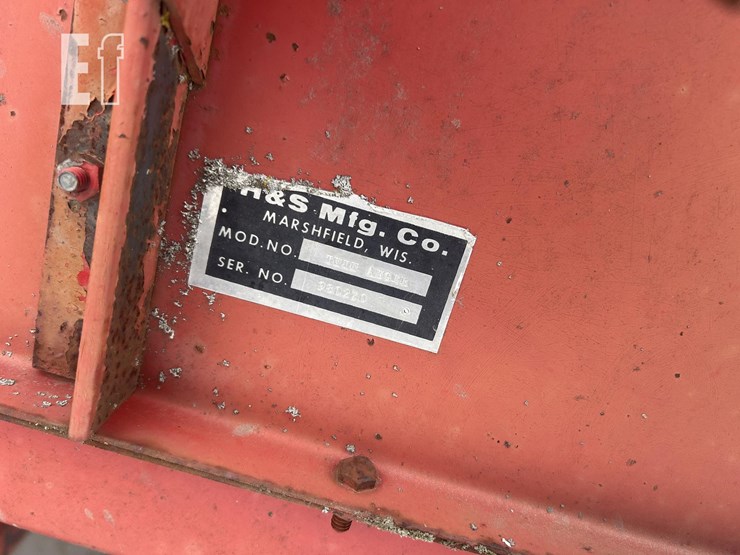 Ef
H&S Mfg. Co.
MARSHFIELD, WIS.
MOD. NO.
SER. NO.